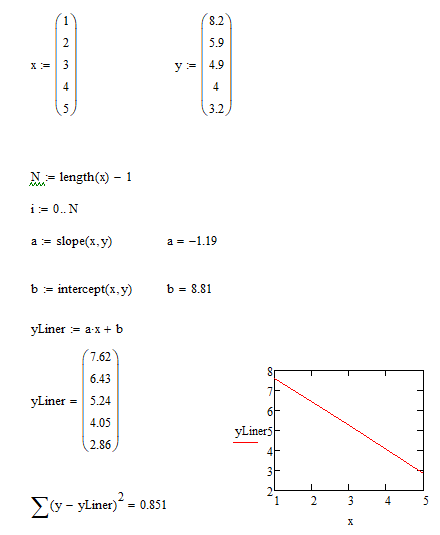 x := (1 2 3 4 5)    y := (8.2 5.9 4.9 4 3.2)
N := length(x) − 1
i := 0.. N
a := slope(x,y)    a = −1.19
b := intercept(x,y)    b = 8.81
yLiner := a·x + b
yLiner = (7.62 6.43 5.24 4.05 2.86)
∑(y − yLiner)² = 0.851
8
7
6
yLiner 5
4
3
2
1 2 3 4 5
x